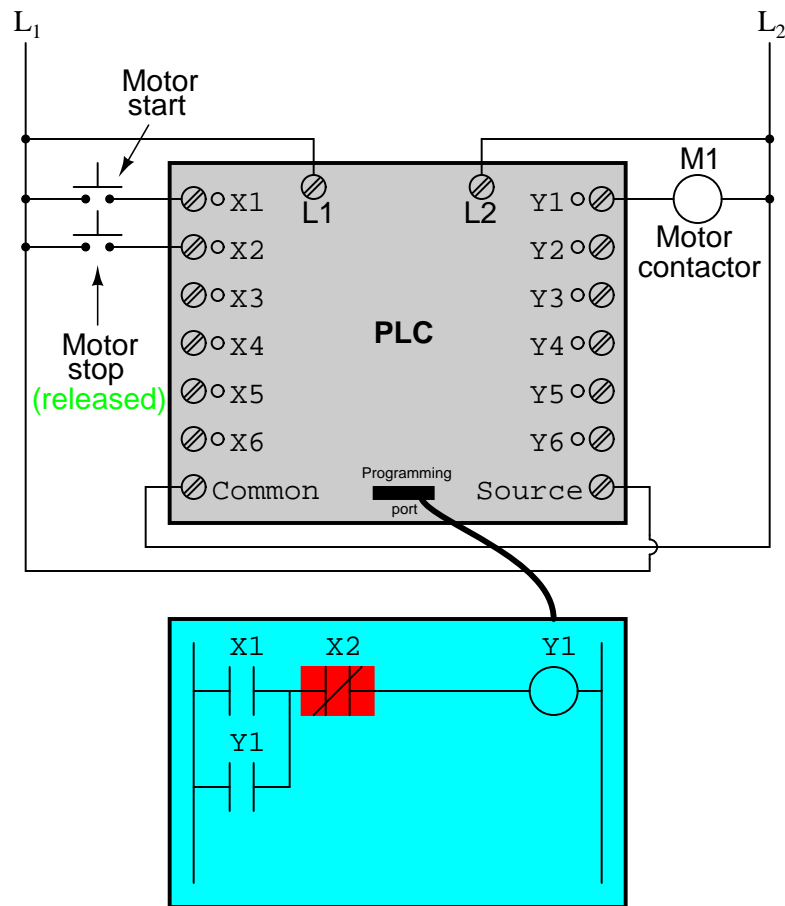 L1 L2
Motor
start
M1
X1 L1 L2 Y1
X2 Y2
Motor
contactor
X3 Y3
Motor
stop
(released)
X4 PLC Y4
X5 Y5
X6 Y6
Common Programming
port Source
X1 X2 Y1
Y1